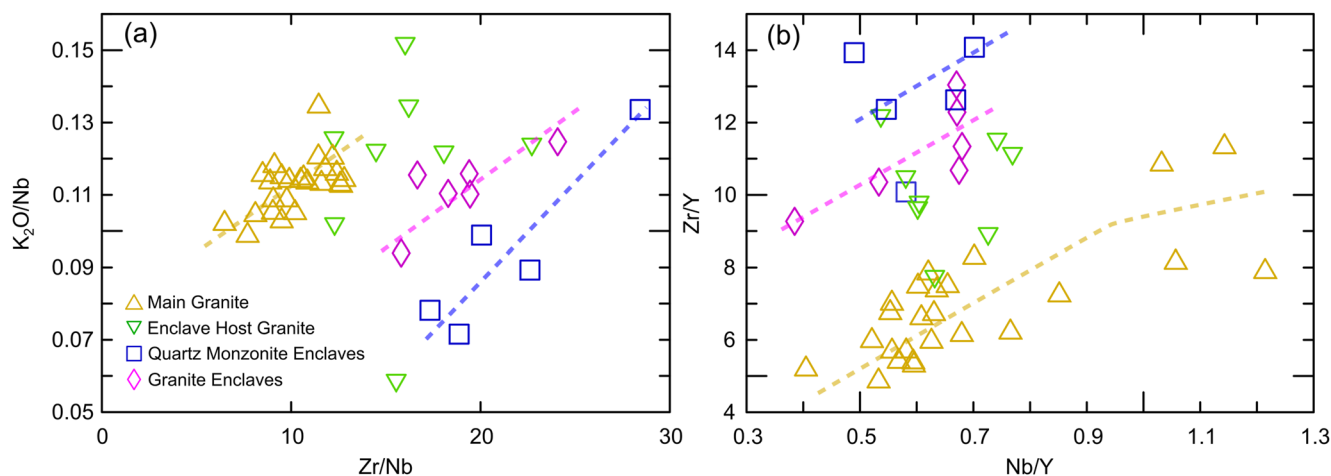 (a)
K₂O/Nb
0.15
0.13
0.11
0.09
0.07
0.05
Main Granite
Enclave Host Granite
Quartz Monzonite Enclaves
Granite Enclaves
0 10 20 30
Zr/Nb
(b)
Zr/Y
14
12
10
8
6
4
0.3 0.5 0.7 0.9 1.1 1.3
Nb/Y